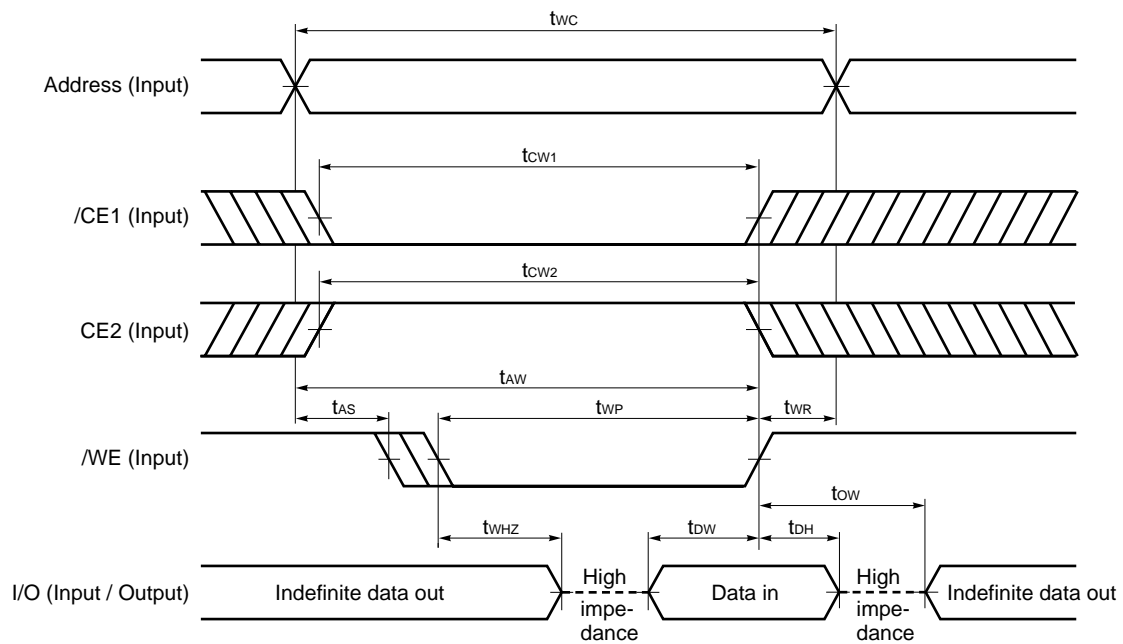 tWC
Address (Input)
tCW1
/CE1 (Input)
tCW2
CE2 (Input)
tAW
tAS
tWP
tWR
/WE (Input)
tOW
tWHZ
tDW
tDH
I/O (Input / Output)
Indefinite data out
High
impe-
dance
Data in
High
impe-
dance
Indefinite data out